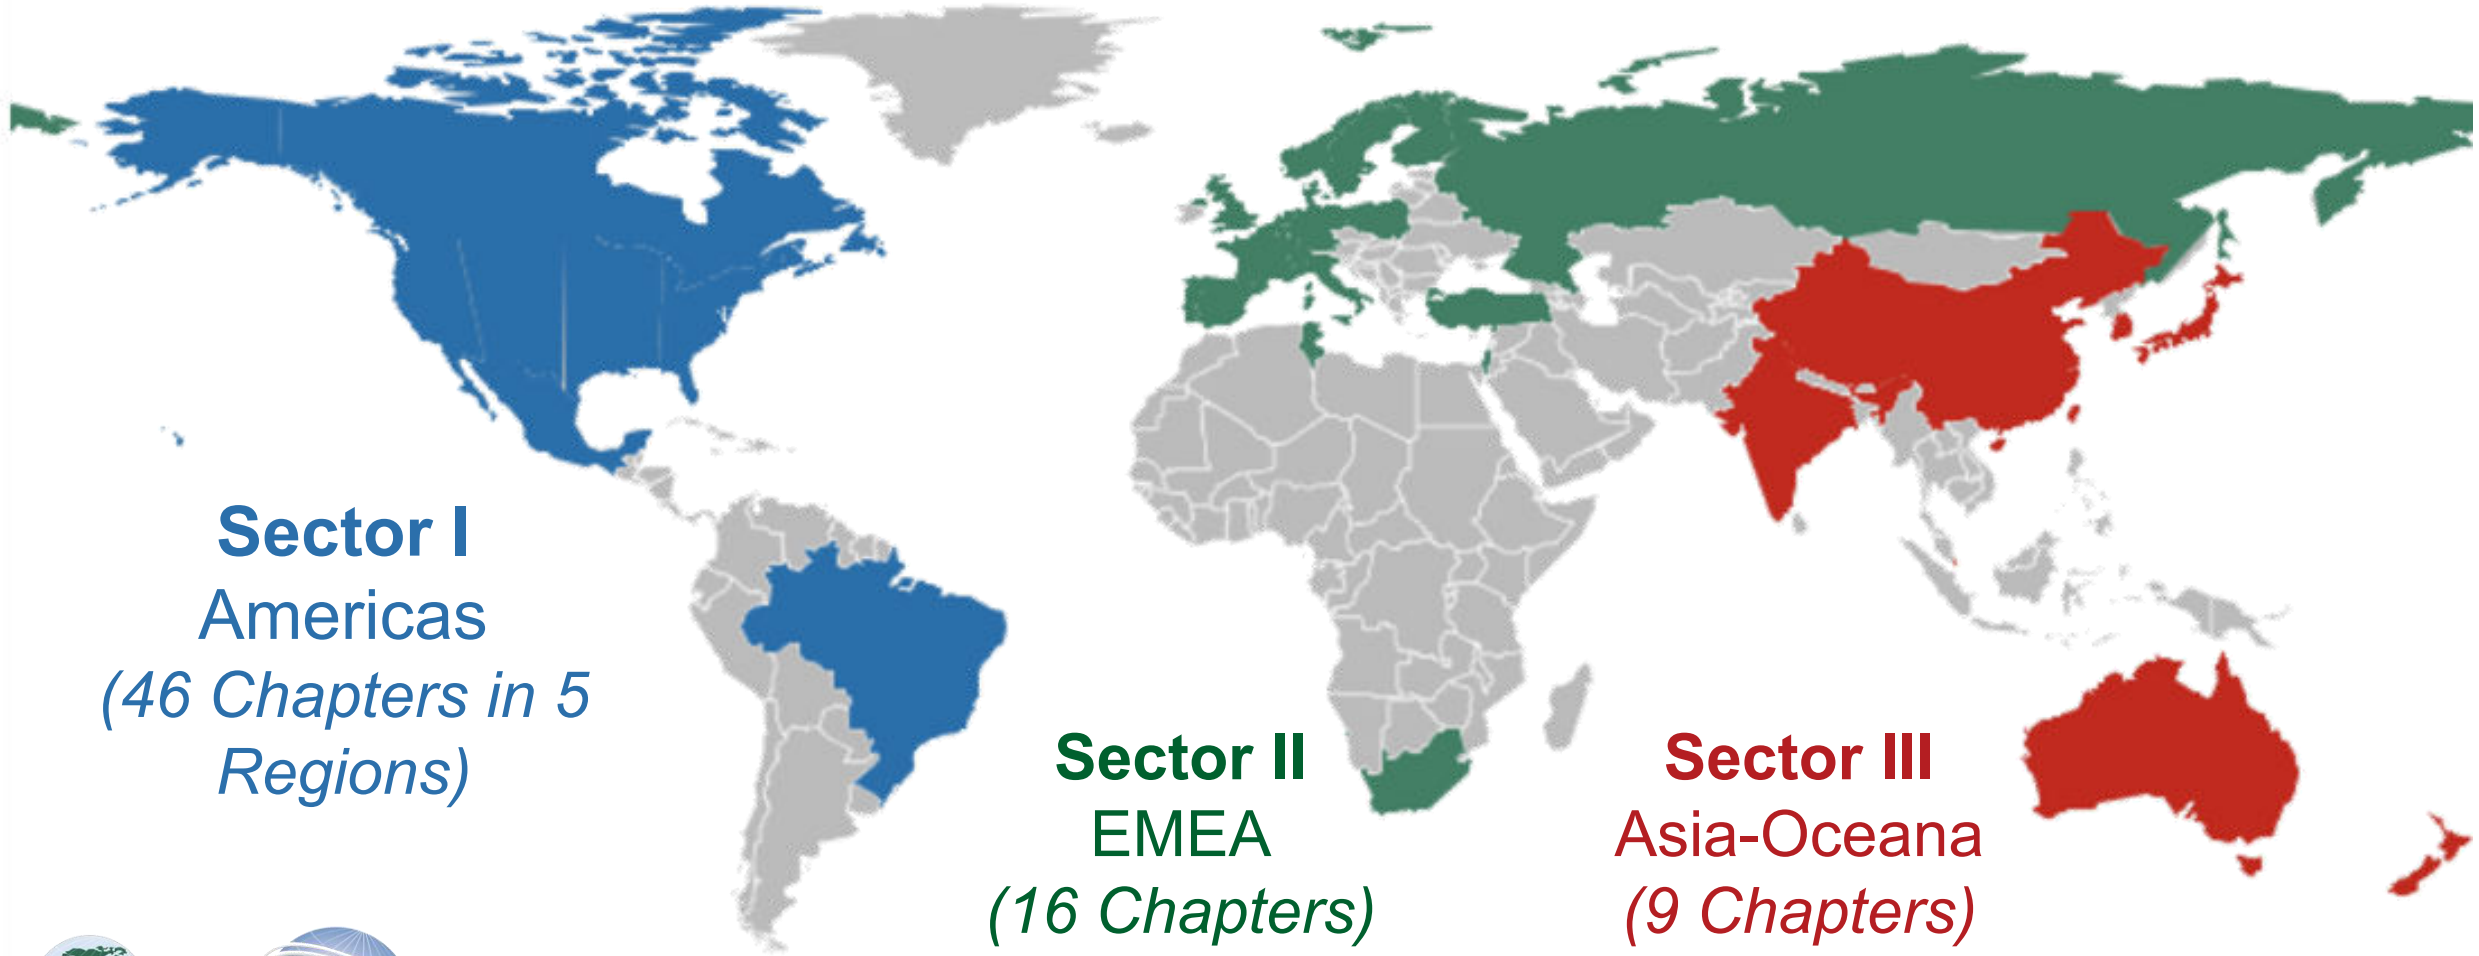 Sector I
Americas
(46 Chapters in 5
Regions)
Sector II
EMEA
(16 Chapters)
Sector III
Asia-Oceana
(9 Chapters)